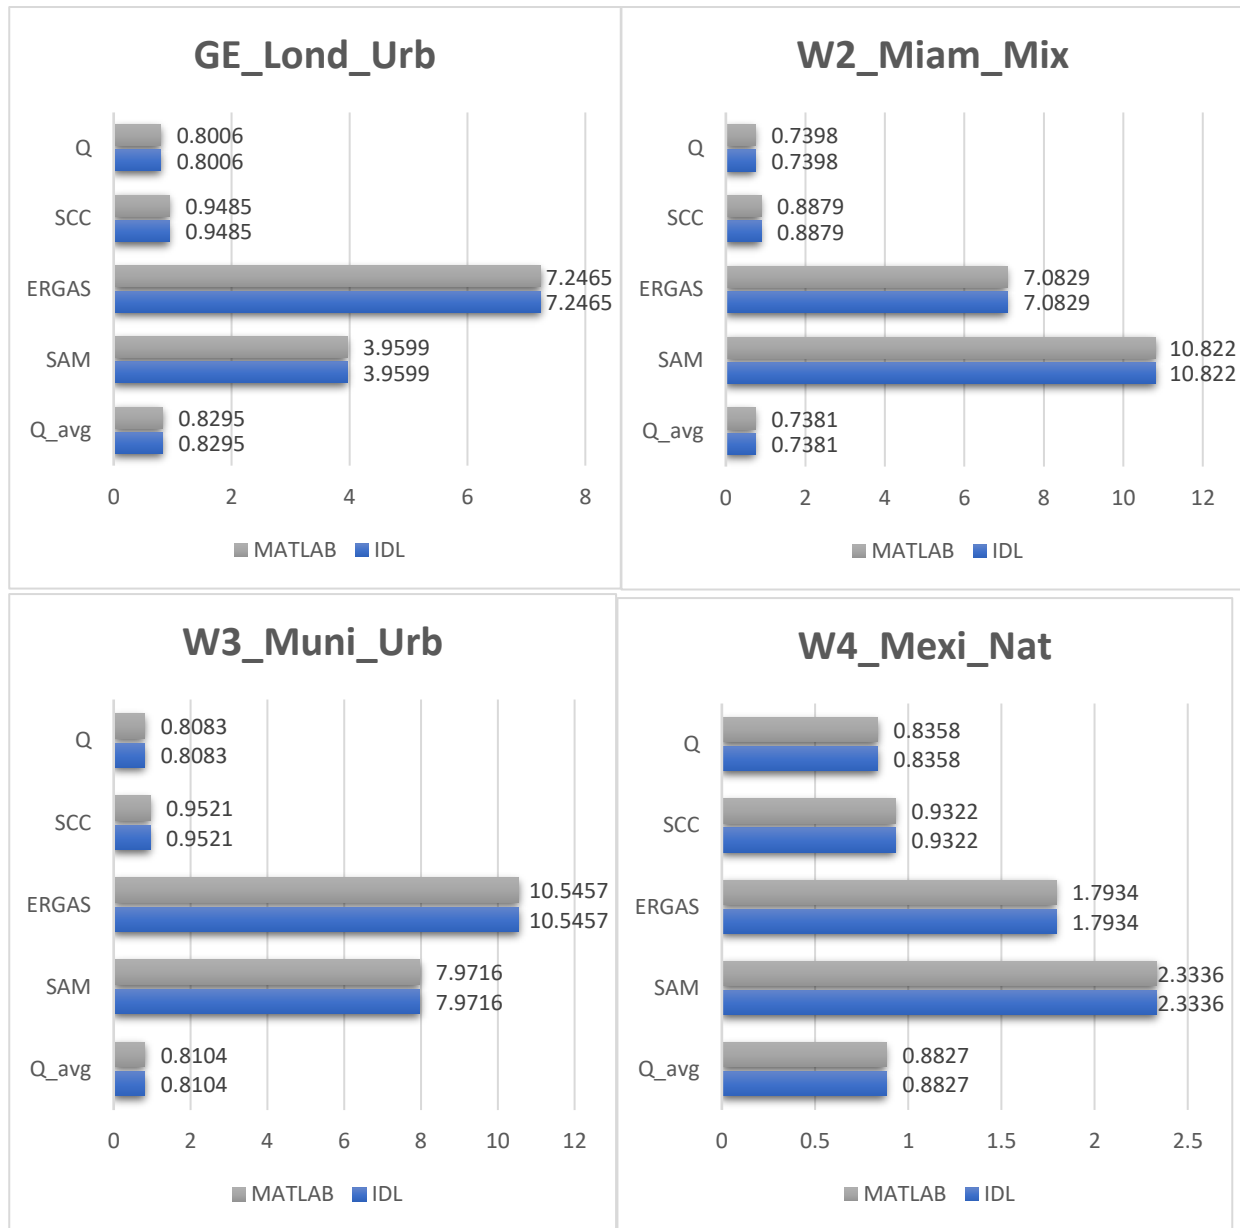 GE_Lond_Urb
Q
0.8006
0.8006
SCC
0.9485
0.9485
ERGAS
7.2465
7.2465
SAM
3.9599
3.9599
Q_avg
0.8295
0.8295
0 2 4 6 8
MATLAB IDL
W2_Miam_Mix
Q
0.7398
0.7398
SCC
0.8879
0.8879
ERGAS
7.0829
7.0829
SAM
10.822
10.822
Q_avg
0.7381
0.7381
0 2 4 6 8 10 12
MATLAB IDL
W3_Muni_Urb
Q
0.8083
0.8083
SCC
0.9521
0.9521
ERGAS
10.5457
10.5457
SAM
7.9716
7.9716
Q_avg
0.8104
0.8104
0 2 4 6 8 10 12
MATLAB IDL
W4_Mexi_Nat
Q
0.8358
0.8358
SCC
0.9322
0.9322
ERGAS
1.7934
1.7934
SAM
2.3336
2.3336
Q_avg
0.8827
0.8827
0 0.5 1 1.5 2 2.5
MATLAB IDL